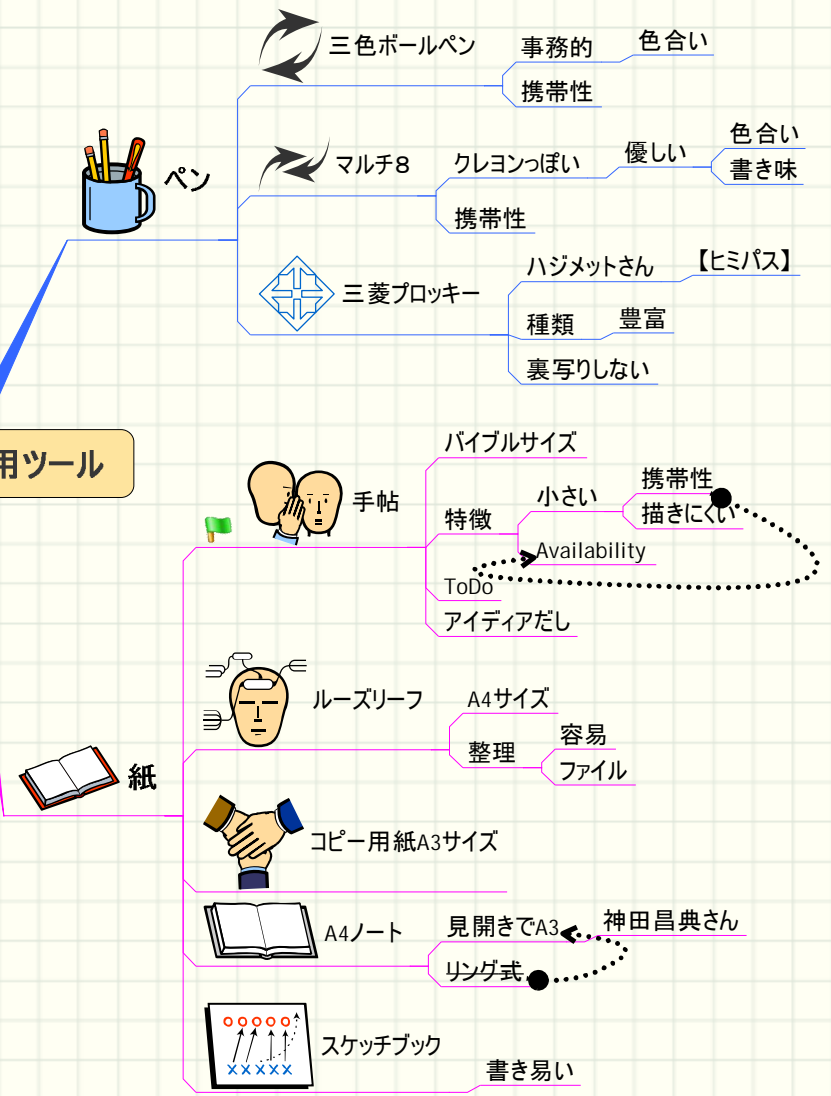 三色ボールペン
事務的
色合い
携帯性
ペン
マルチ8
クレヨンっぽい
優しい
色合い
書き味
携帯性
三菱プロッキー
ハジメットさん
【ヒミパス】
種類
豊富
裏写りしない
用ツール
手帖
バイブルサイズ
特徴
小さい
携帯性
描きにくい
Availability
ToDo
アイディアだし
紙
ルーズリーフ
A4サイズ
整理
容易
ファイル
コピー用紙A3サイズ
A4ノート
見開きでA3
神田昌典さん
リング式
スケッチブック
書き易い